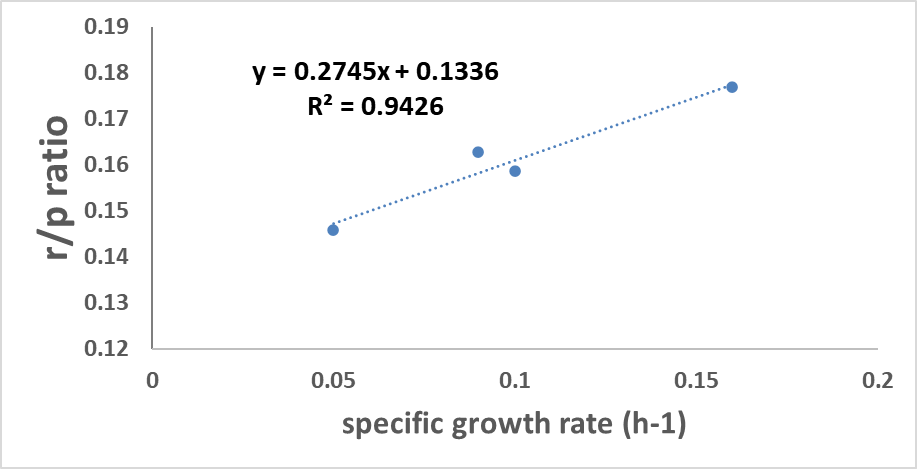 y = 0.2745x + 0.1336
R² = 0.9426
r/p ratio
0.19
0.18
0.17
0.16
0.15
0.14
0.13
0.12
0 0.05 0.1 0.15 0.2
specific growth rate (h-1)